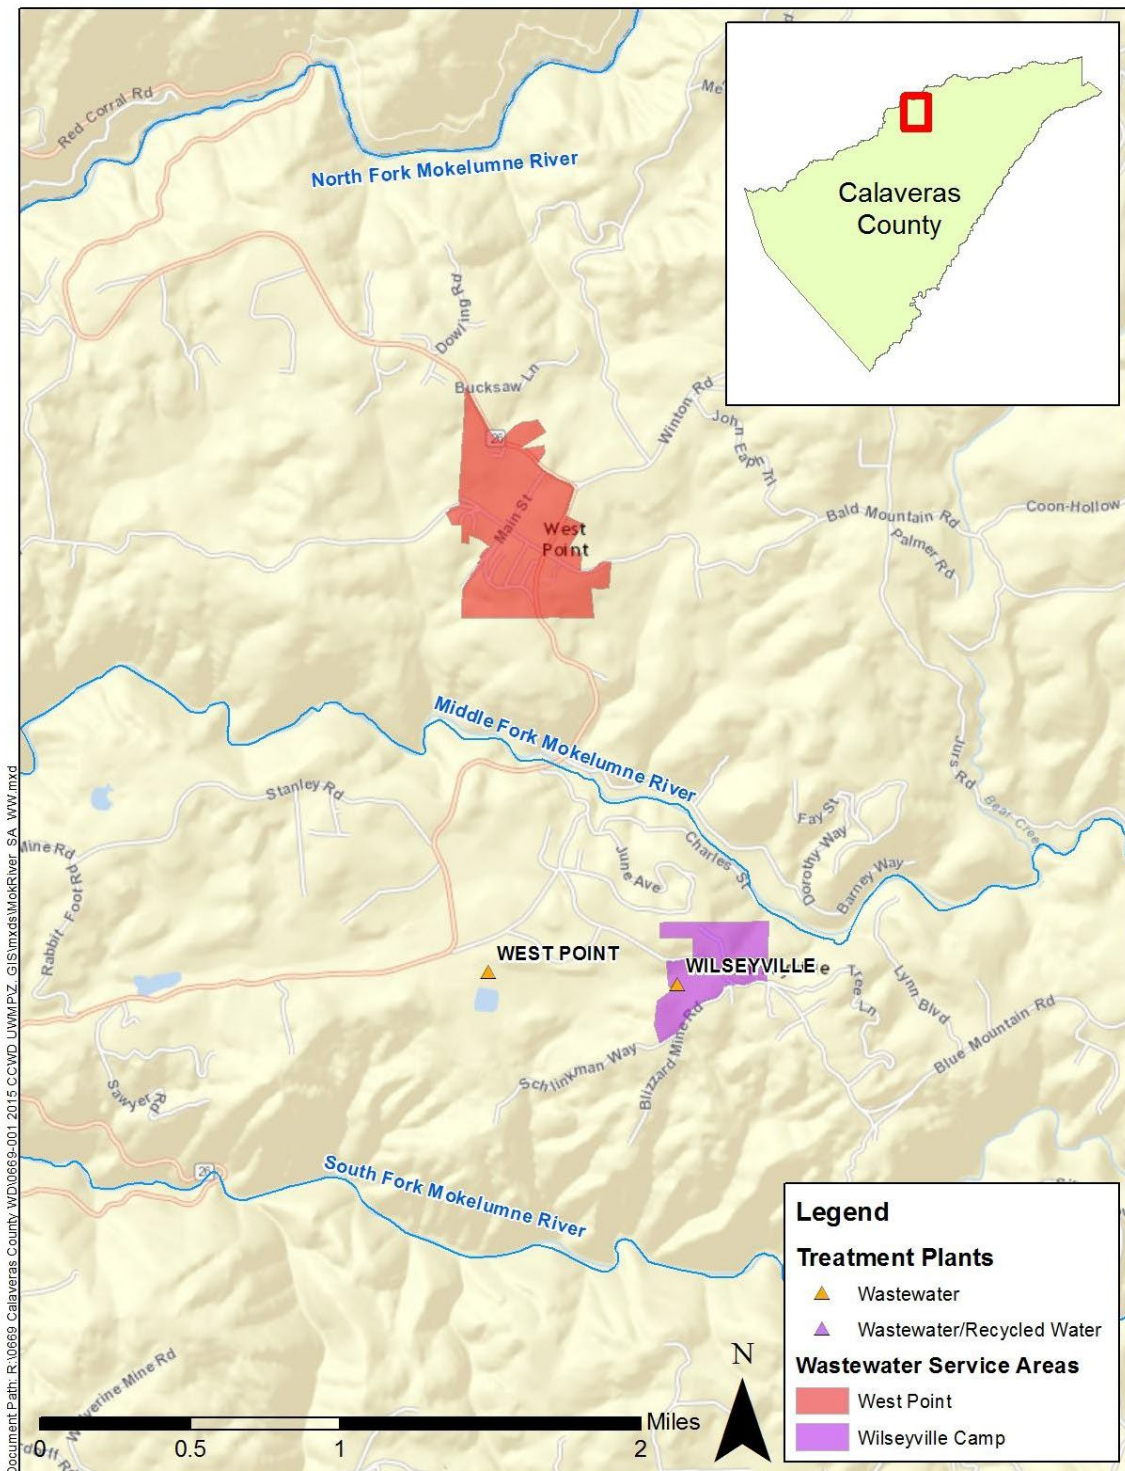 Red Corral Rd
North Fork Mokelumne River
Me
Calaveras
County
Dowling Rd
Bucksaw Ln
26
Winton Rd
John
Eaph Trl
Main St
West
Point
Bald Mountain Rd
Coon-Hollow
Palmer Rd
Middle Fork Mokelumne River
Jurs Rd
Bear-Creek
Stanley Rd
Fay St
Dorothy Way
Barney Way
Charles St
June Ave
Mine Rd
Rabbit - Foot Rd
WEST POINT
WILSEYVILLE
Tree Ln
Lynn Blvd
Blue Mountain Rd
Schlinkman Way
Blizzard Mine Rd
Sawyer Rd
26
South Fork Mokelumne River
Legend
Treatment Plants
Wastewater
Wastewater/Recycled Water
Wastewater Service Areas
West Point
Wilseyville Camp
N
Miles
0 0.5 1 2
Document Path: R:\0669 Calaveras County WD\0669-001 2015 CCWD UWMP\Z_GIS\mxds\MokRiver_SA_WW.mxd